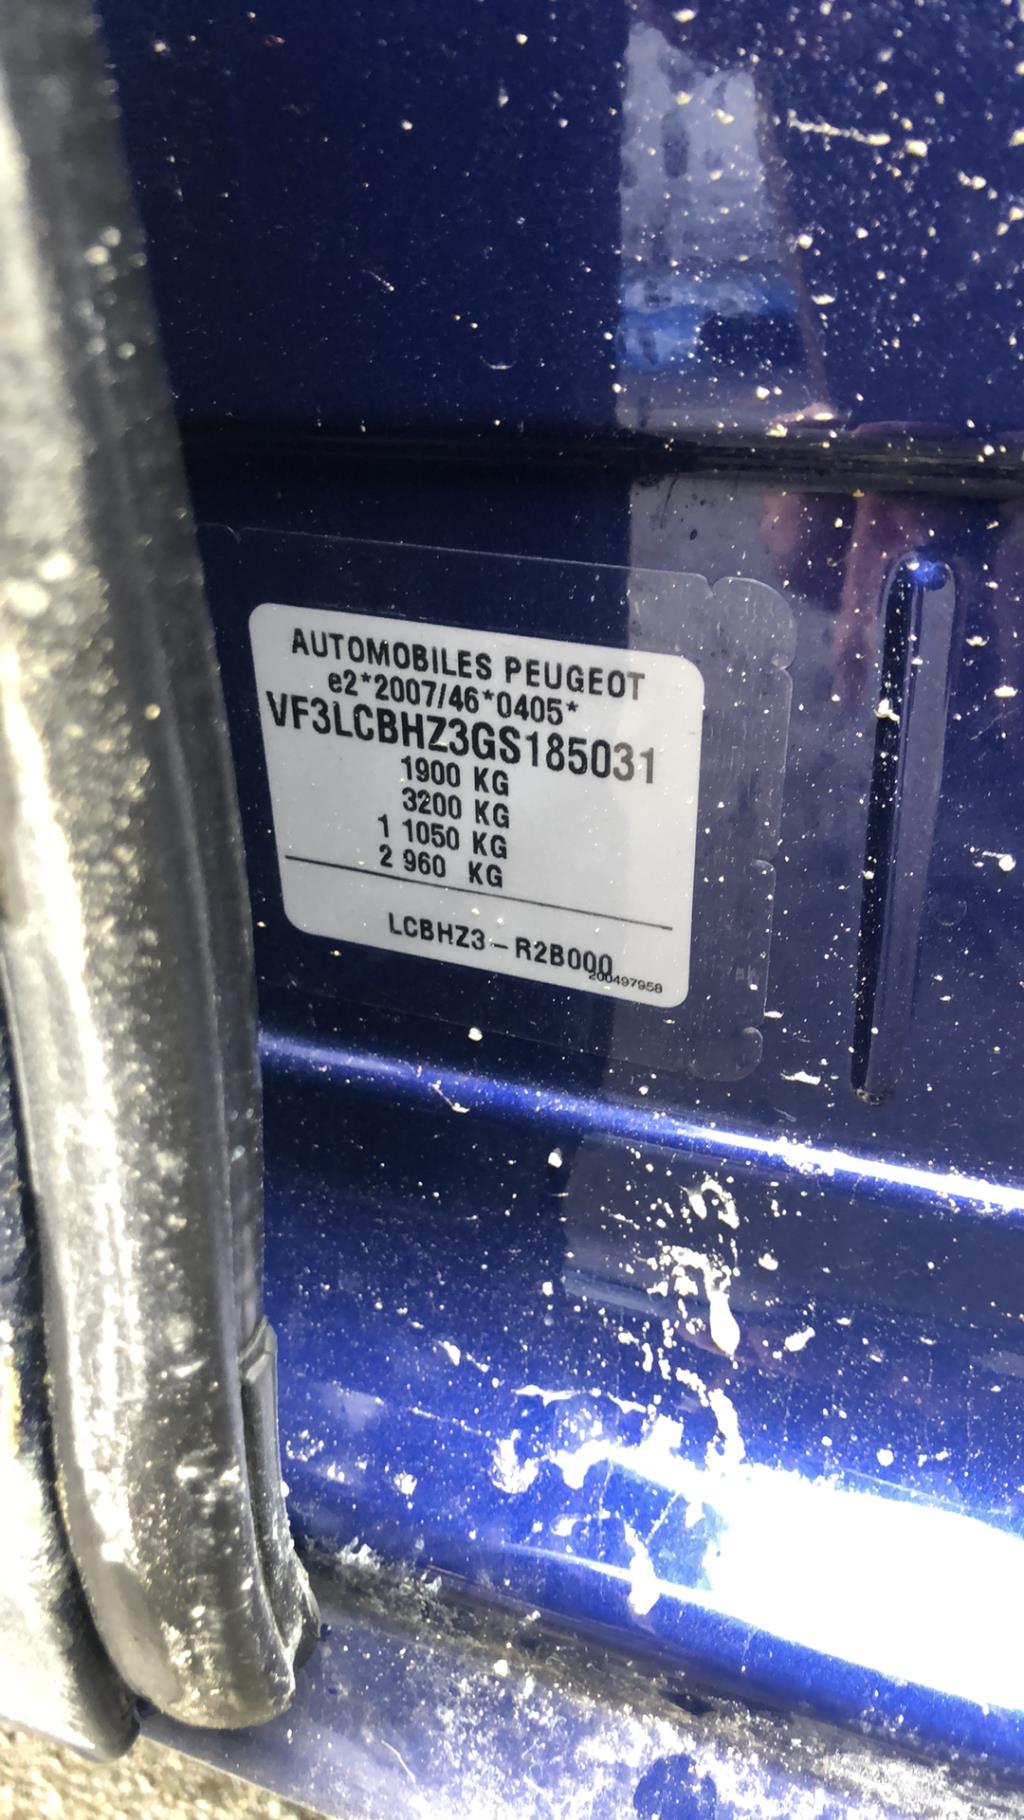 AUTOMOBILES PEUGEOT
e2*2007/46*0405*
VF3LCBHZ3GS185031
1900 KG
3200 KG
1 1050 KG
2 960 KG
LCBHZ3-R2B000
200497958